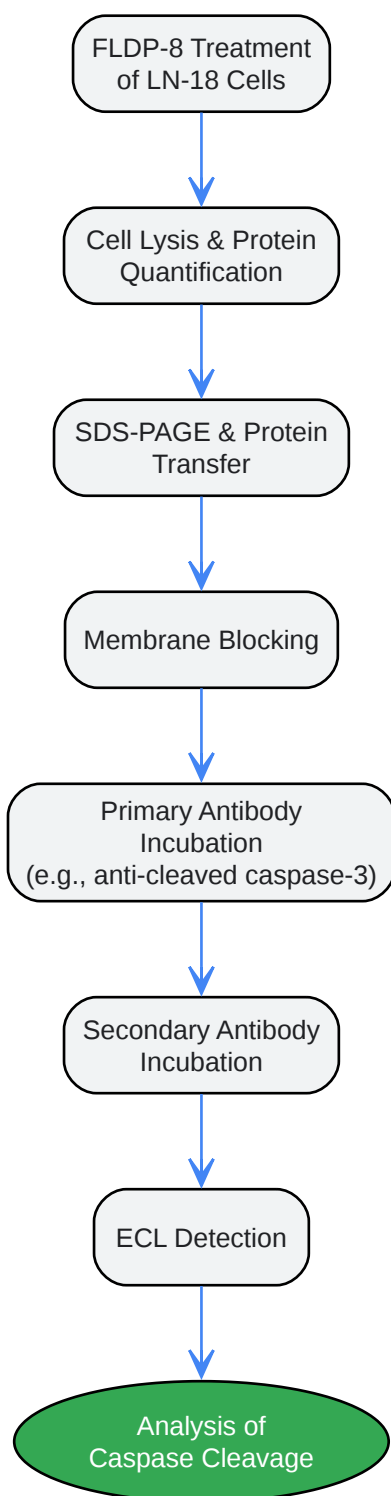 FLDP-8 Treatment
of LN-18 Cells
Cell Lysis & Protein
Quantification
SDS-PAGE & Protein
Transfer
Membrane Blocking
Primary Antibody
Incubation
(e.g., anti-cleaved caspase-3)
Secondary Antibody
Incubation
ECL Detection
Analysis of
Caspase Cleavage